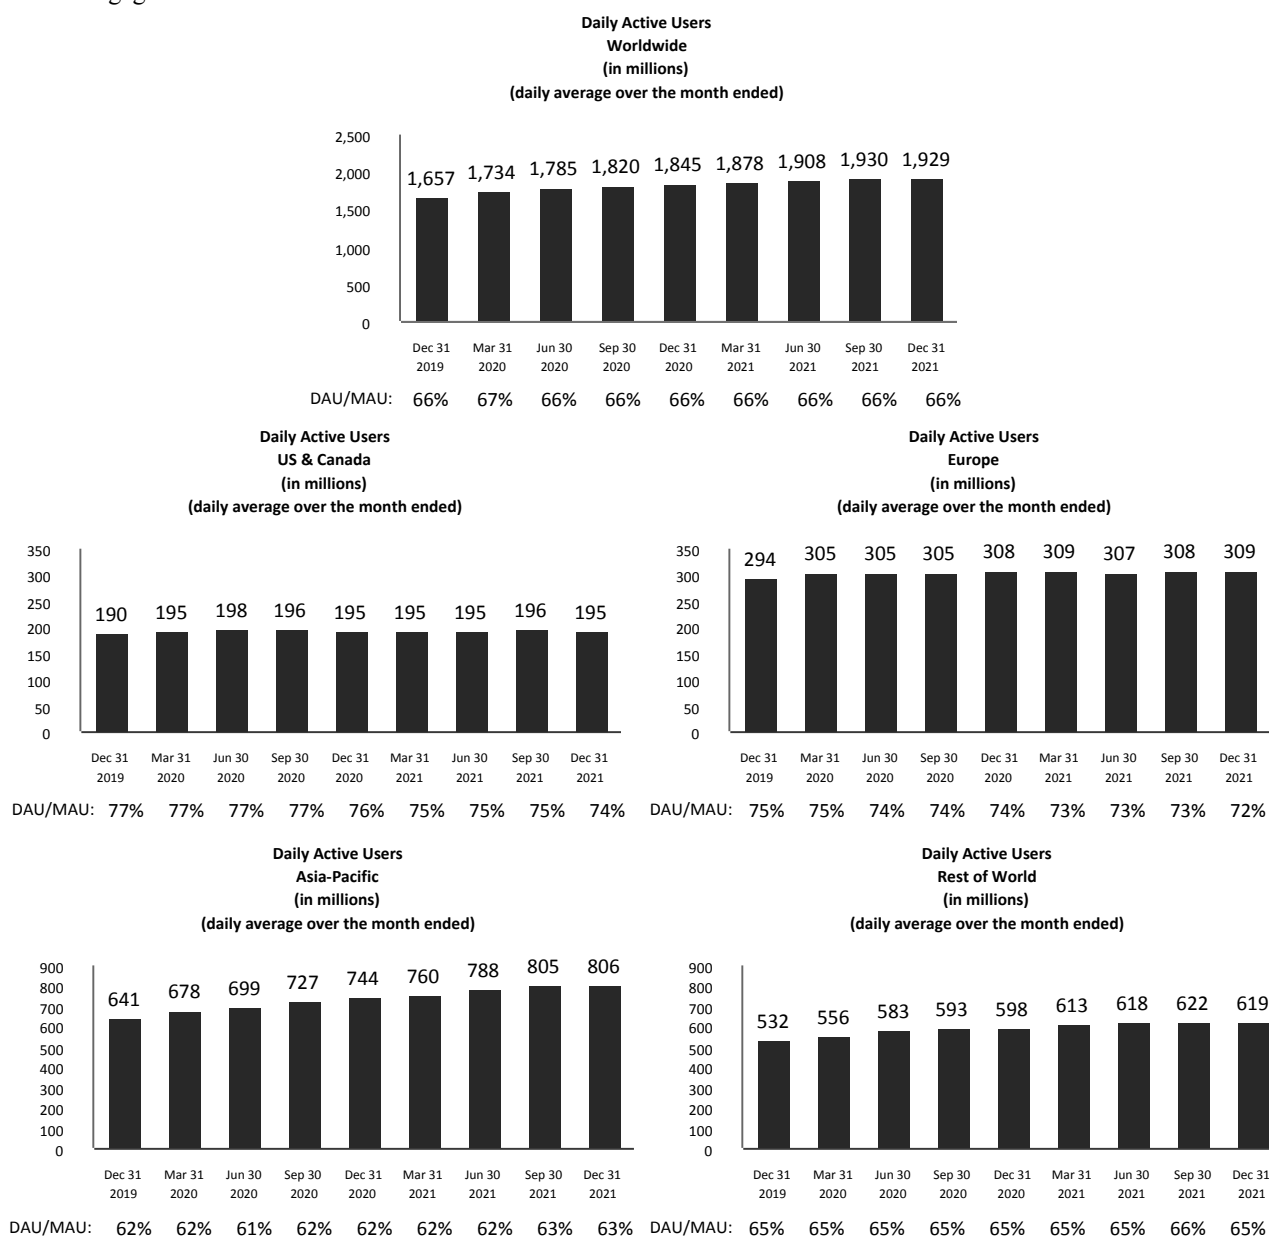 Daily Active Users
Worldwide
(in millions)
(daily average over the month ended)
2,500
2,000
1,500
1,000
500
0
1,657 1,734 1,785 1,820 1,845 1,878 1,908 1,930 1,929
Dec 31 Mar 31 Jun 30 Sep 30 Dec 31 Mar 31 Jun 30 Sep 30 Dec 31
2019 2020 2020 2020 2020 2021 2021 2021 2021
DAU/MAU: 66% 67% 66% 66% 66% 66% 66% 66% 66%
Daily Active Users
US & Canada
(in millions)
(daily average over the month ended)
350
300
250
200
150
100
50
0
190 195 198 196 195 195 195 196 195
Dec 31 Mar 31 Jun 30 Sep 30 Dec 31 Mar 31 Jun 30 Sep 30 Dec 31
2019 2020 2020 2020 2020 2021 2021 2021 2021
DAU/MAU: 77% 77% 77% 77% 76% 75% 75% 75% 74%
Daily Active Users
Europe
(in millions)
(daily average over the month ended)
350
300
250
200
150
100
50
0
294 305 305 305 308 309 307 308 309
Dec 31 Mar 31 Jun 30 Sep 30 Dec 31 Mar 31 Jun 30 Sep 30 Dec 31
2019 2020 2020 2020 2020 2021 2021 2021 2021
DAU/MAU: 75% 75% 74% 74% 74% 73% 73% 73% 72%
Daily Active Users
Asia-Pacific
(in millions)
(daily average over the month ended)
900
800
700
600
500
400
300
200
100
0
641 678 699 727 744 760 788 805 806
Dec 31 Mar 31 Jun 30 Sep 30 Dec 31 Mar 31 Jun 30 Sep 30 Dec 31
2019 2020 2020 2020 2020 2021 2021 2021 2021
DAU/MAU: 62% 62% 61% 62% 62% 62% 62% 63% 63%
Daily Active Users
Rest of World
(in millions)
(daily average over the month ended)
900
800
700
600
500
400
300
200
100
0
532 556 583 593 598 613 618 622 619
Dec 31 Mar 31 Jun 30 Sep 30 Dec 31 Mar 31 Jun 30 Sep 30 Dec 31
2019 2020 2020 2020 2020 2021 2021 2021 2021
DAU/MAU: 65% 65% 65% 65% 65% 65% 65% 66% 65%